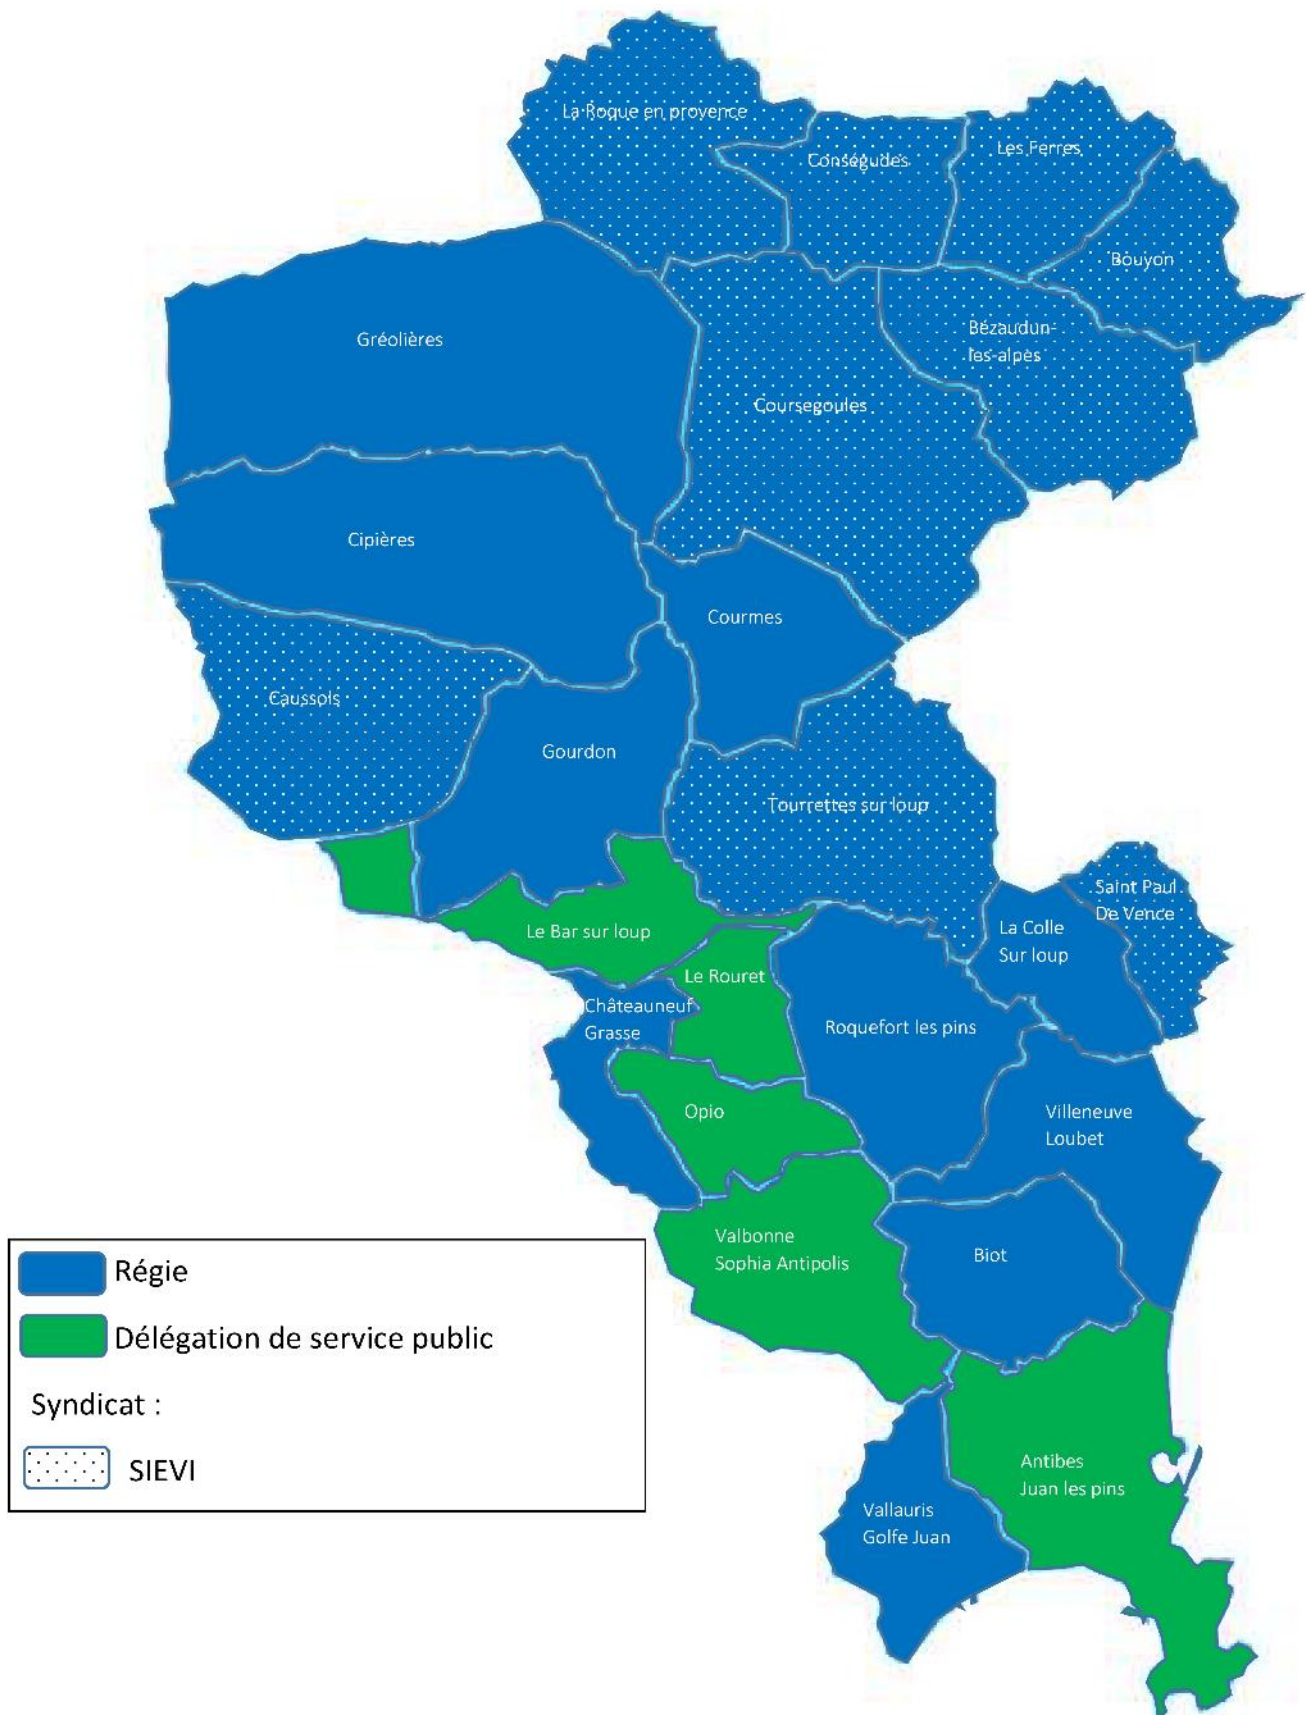 La Roque en provence
Conségudes
Les Ferres
Bouyon
Gréolières
Bézaudun-
les-alpes
Coursegoules
Cipières
Courmes
Caussols
Gourdon
Tourrettes sur loup
Saint Paul
De Vence
Le Bar sur loup
La Colle
Sur loup
Le Rouret
Châteauneuf
Grasse
Roquefort les pins
Opio
Villeneuve
Loubet
Valbonne
Sophia Antipolis
Biot
Antibes
Juan les pins
Vallauris
Golfe Juan
Régie
Délégation de service public
Syndicat :
SIEVI